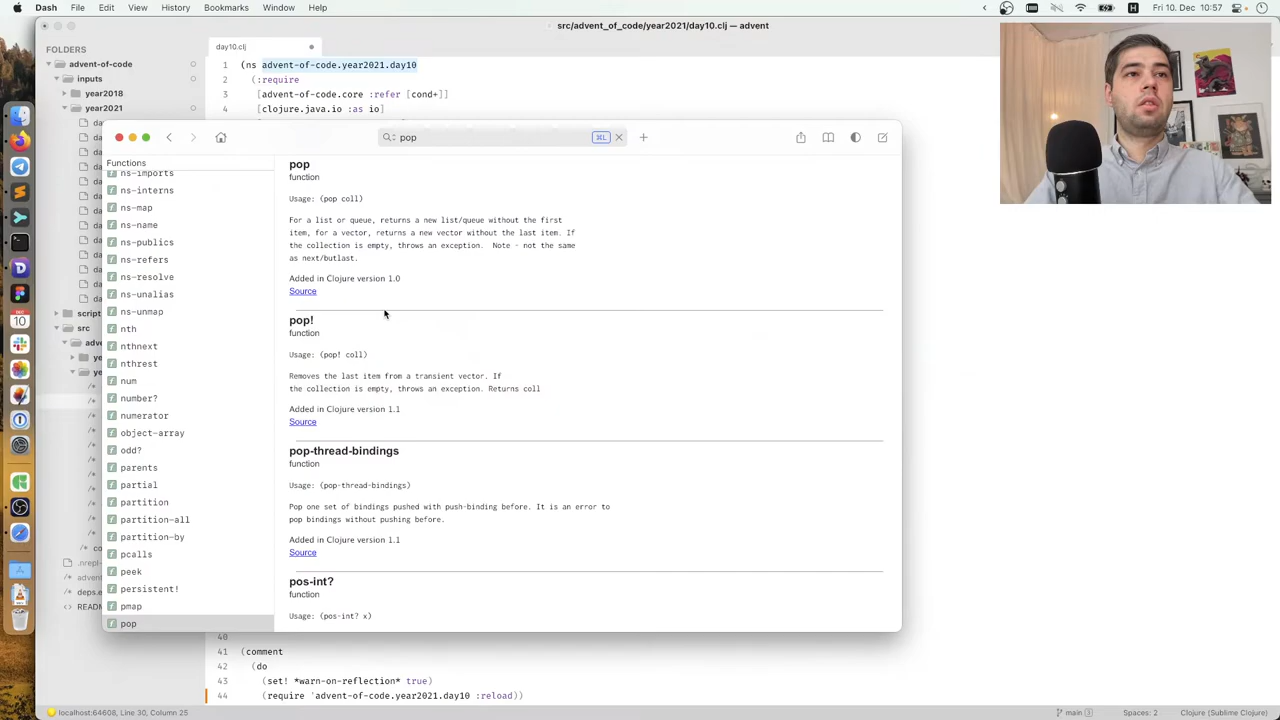 Dash File Edit View History Bookmarks Window Help
Fri 10. Dec 10:57
src/advent_of_code/year2021/day10.clj — advent
FOLDERS
advent-of-code
inputs
year2018
year2021
day10.clj
1 (ns advent-of-code.year2021.day10
2 (:require
3 [advent-of-code.core :refer [cond+]]
4 [clojure.java.io :as io]
pop
Functions
ns-imports
ns-interns
ns-map
ns-name
ns-publics
ns-refers
ns-resolve
ns-unalias
ns-unmap
nth
nthnext
nthrest
num
number?
numerator
object-array
odd?
parents
partial
partition
partition-all
partition-by
pcalls
peek
persistent!
pmap
pop
pop
function
Usage: (pop coll)
For a list or queue, returns a new list/queue without the first
item, for a vector, returns a new vector without the last item. If
the collection is empty, throws an exception. Note - not the same
as next/butlast.
Added in Clojure version 1.0
Source
pop!
function
Usage: (pop! coll)
Removes the last item from a transient vector. If
the collection is empty, throws an exception. Returns coll
Added in Clojure version 1.1
Source
pop-thread-bindings
function
Usage: (pop-thread-bindings)
Pop one set of bindings pushed with push-binding before. It is an error to
pop bindings without pushing before.
Added in Clojure version 1.1
Source
pos-int?
function
Usage: (pos-int? x)
src
40
41 (comment
42 (do
43 (set! *warn-on-reflection* true)
44 (require 'advent-of-code.year2021.day10 :reload))
localhost:64608, Line 30, Column 25
main 3
Spaces: 2
Clojure (Sublime Clojure)